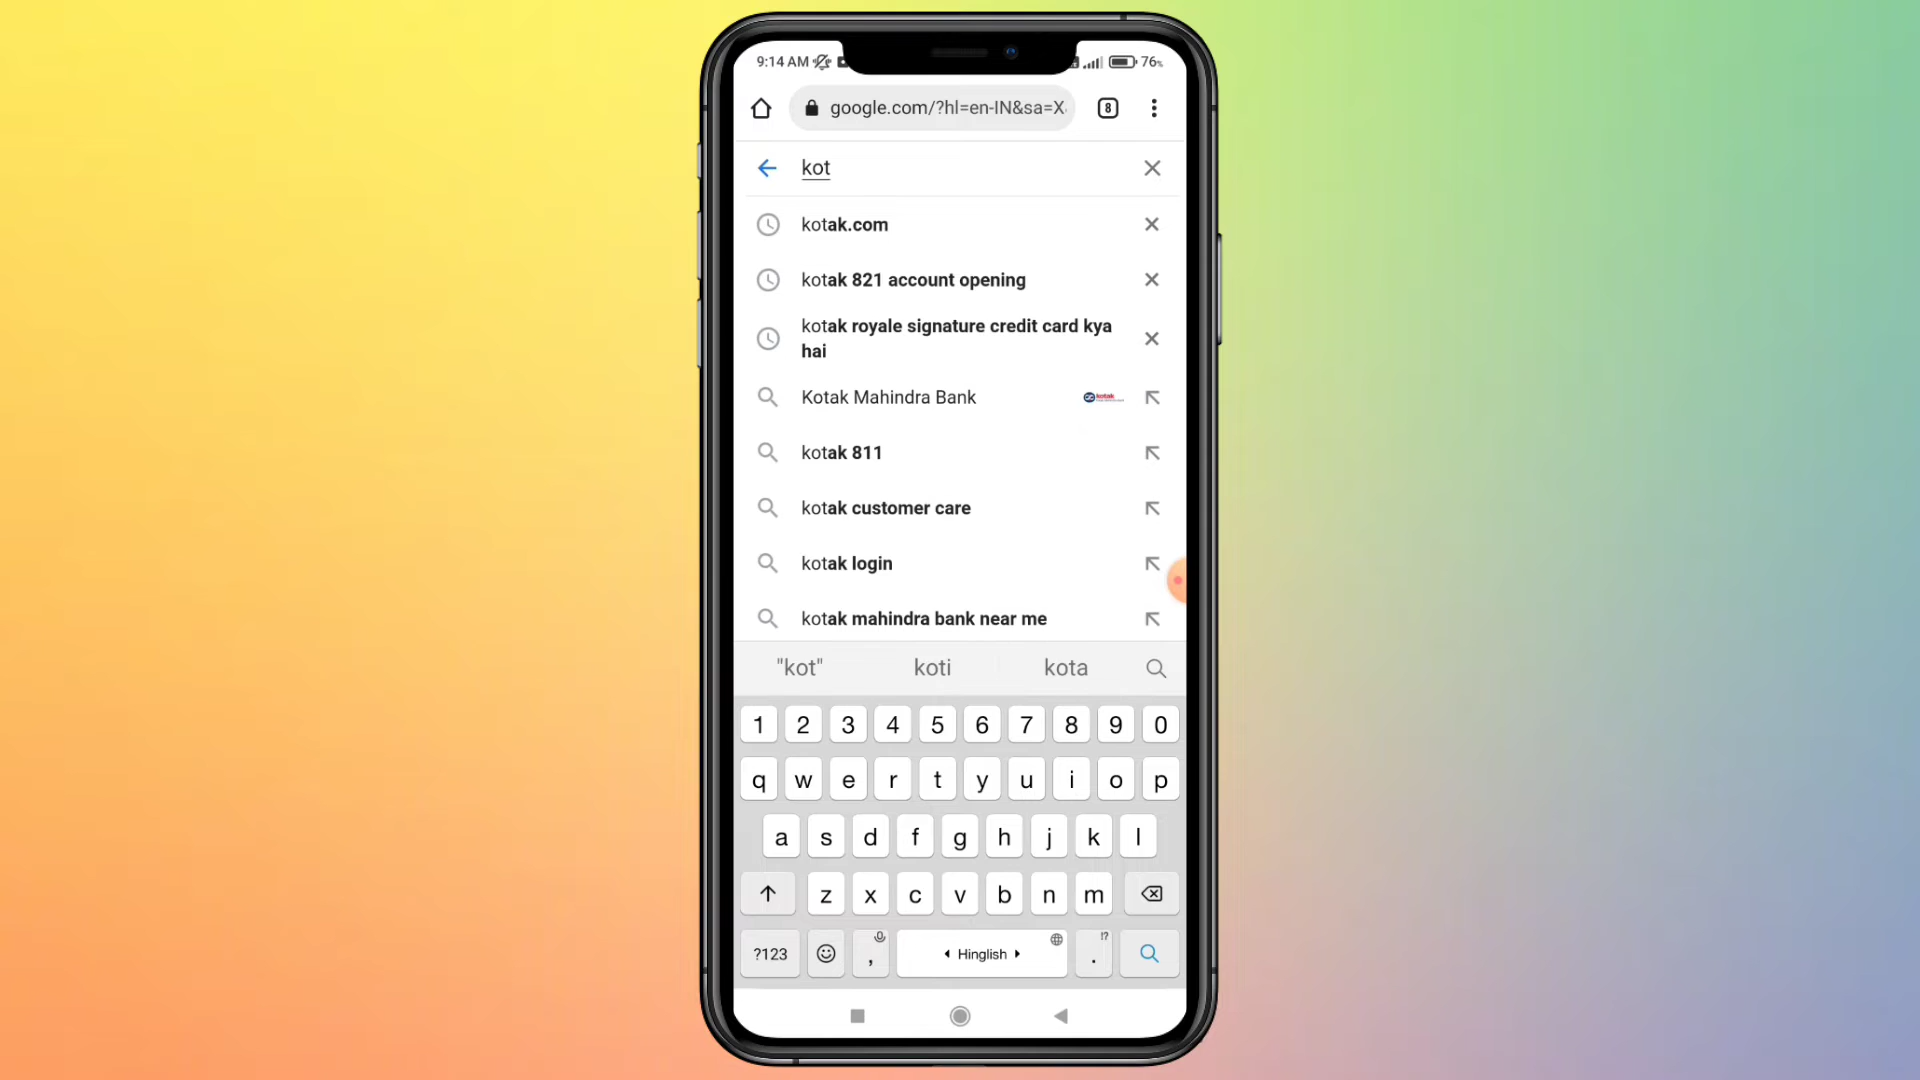 9:14 AM 76%
google.com/?hl=en-IN&sa=X
8
kot
kotak.com
kotak 821 account opening
kotak royale signature credit card kya
hai
Kotak Mahindra Bank kotak
kotak 811
kotak customer care
kotak login
kotak mahindra bank near me
"kot" koti kota
1 2 3 4 5 6 7 8 9 0
q w e r t y u i o p
a s d f g h j k l
z x c v b n m
?123 , Hinglish !? .